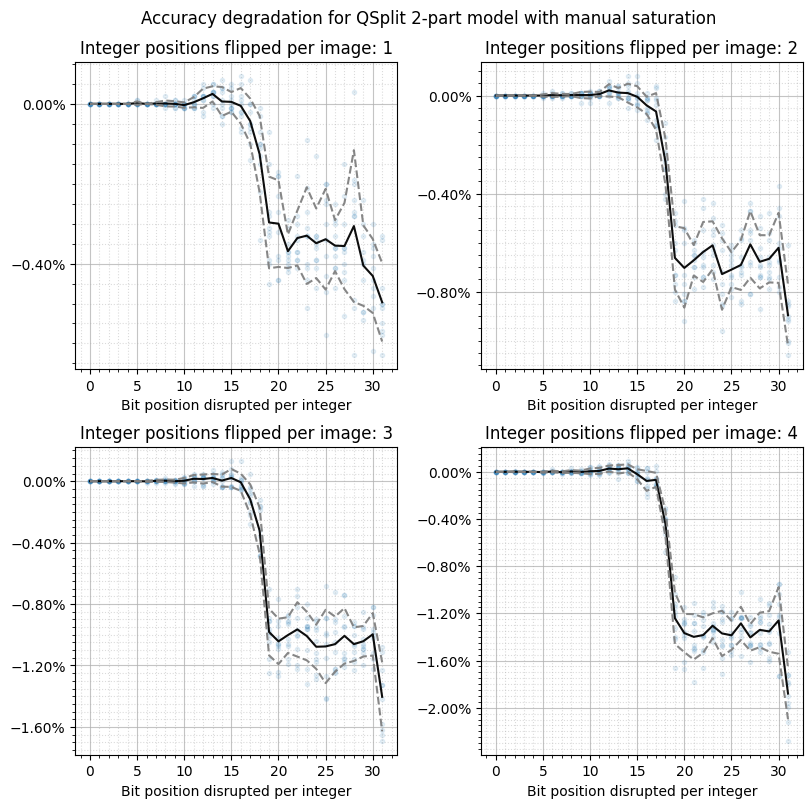 Accuracy degradation for QSplit 2-part model with manual saturation
Integer positions flipped per image: 1
0.00%
−0.40%
0 5 10 15 20 25 30
Bit position disrupted per integer
Integer positions flipped per image: 2
0.00%
−0.40%
−0.80%
0 5 10 15 20 25 30
Bit position disrupted per integer
Integer positions flipped per image: 3
0.00%
−0.40%
−0.80%
−1.20%
−1.60%
0 5 10 15 20 25 30
Bit position disrupted per integer
Integer positions flipped per image: 4
0.00%
−0.40%
−0.80%
−1.20%
−1.60%
−2.00%
0 5 10 15 20 25 30
Bit position disrupted per integer